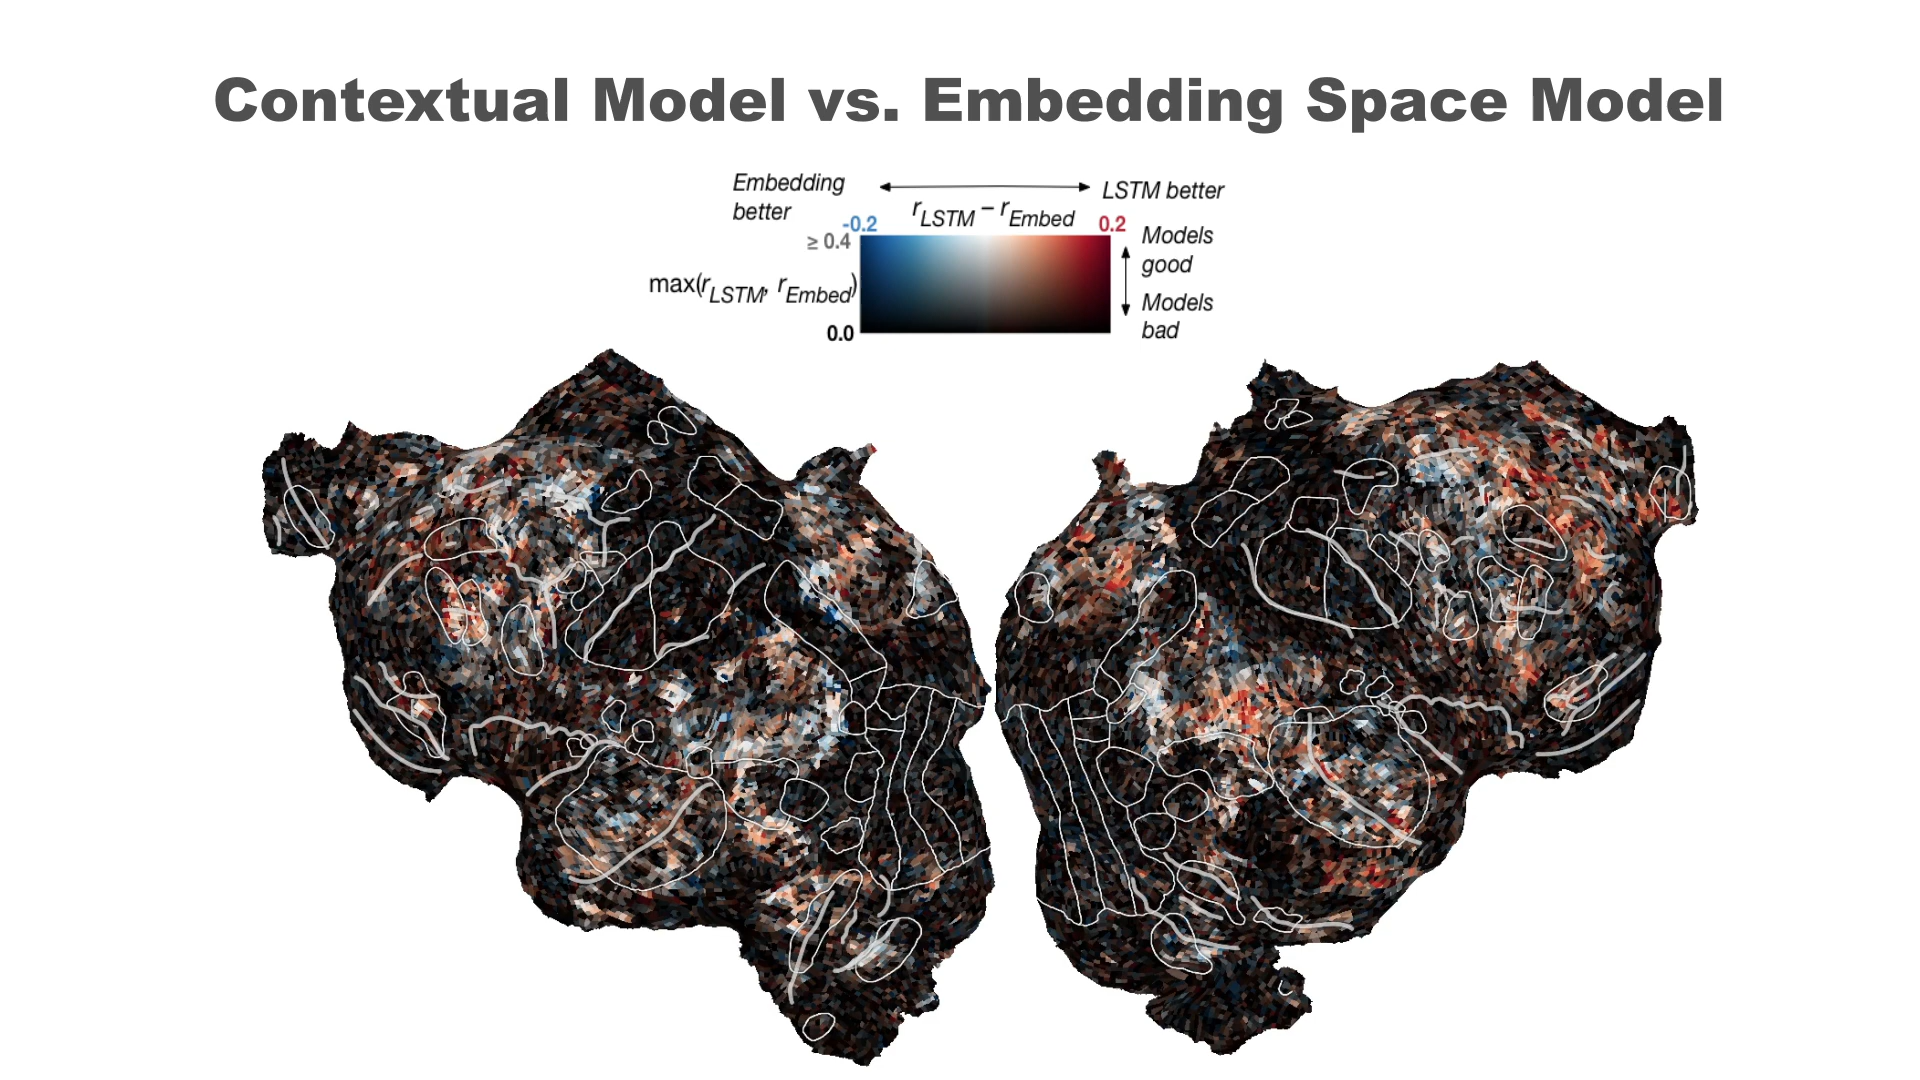 Contextual Model vs. Embedding Space Model
Embedding
better
LSTM better
-0.2
rLSTM – rEmbed
0.2
≥ 0.4
Models
good
max(rLSTM, rEmbed)
Models
bad
0.0